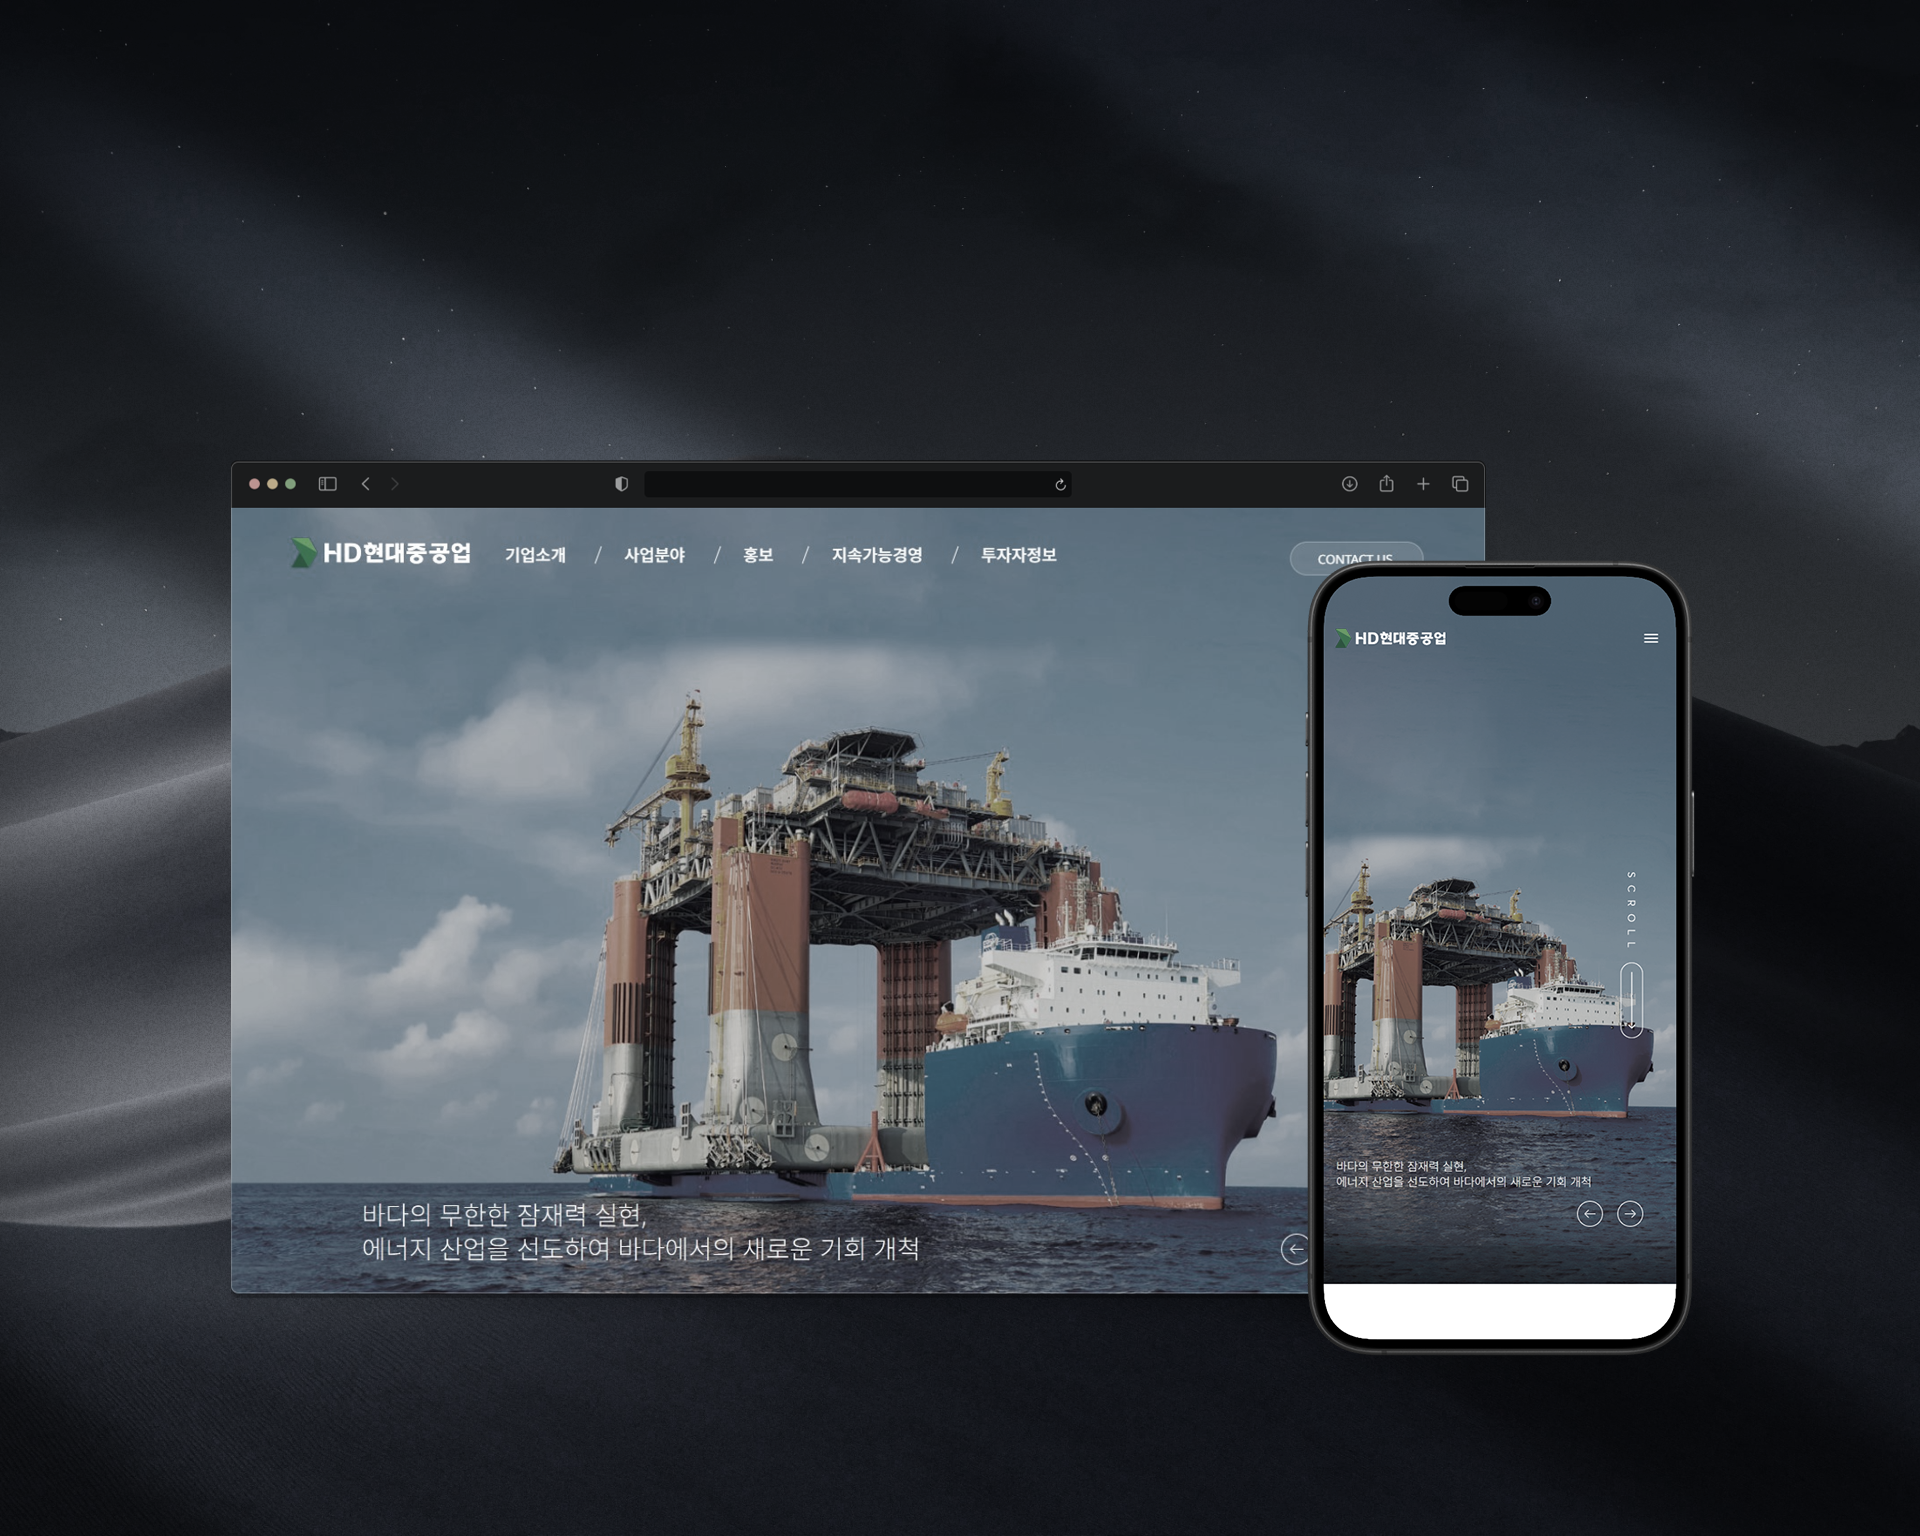 HD현대중공업
기업소개 / 사업분야 / 홍보 / 지속가능경영 / 투자자정보
CONTACT US
바다의 무한한 잠재력 실현,
에너지 산업을 선도하여 바다에서의 새로운 기회 개척
HD현대중공업
SCROLL
바다의 무한한 잠재력 실현,
에너지 산업을 선도하여 바다에서의 새로운 기회 개척